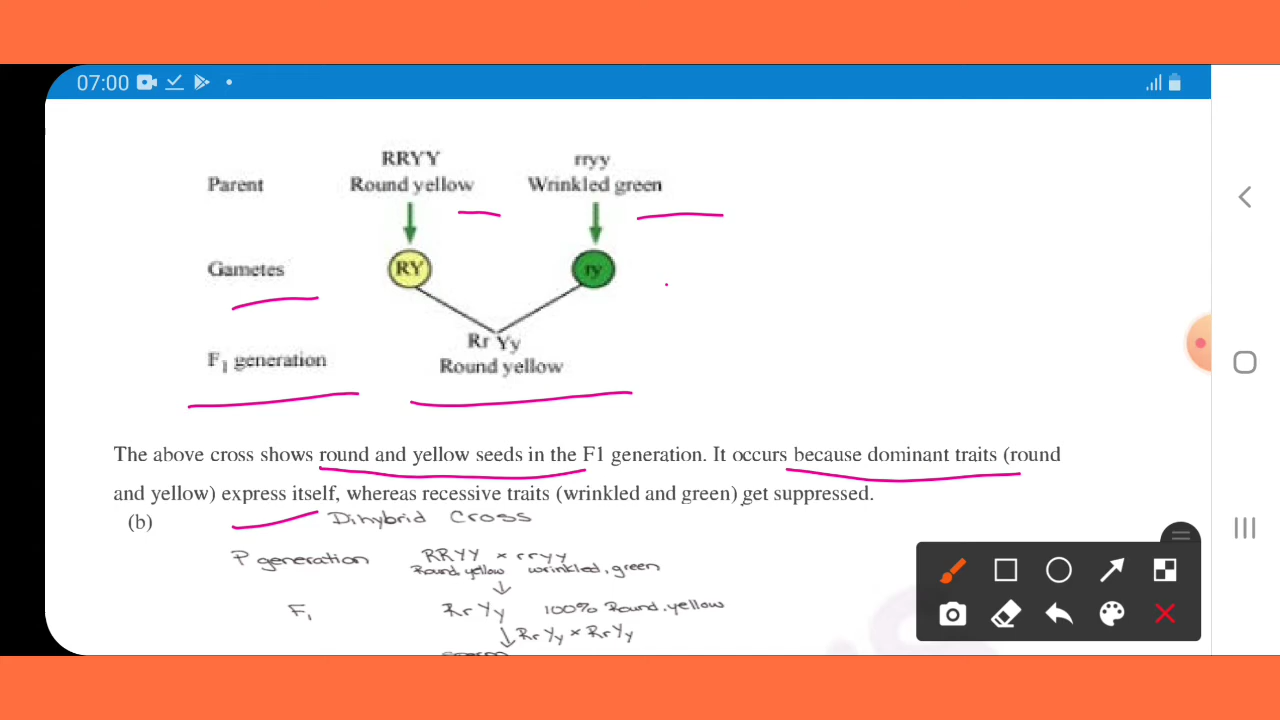 07:00
RRYY rryy
Parent Round yellow Wrinkled green
Gametes RY ry
Rr Yy
F₁ generation Round yellow
The above cross shows round and yellow seeds in the F1 generation. It occurs because dominant traits (round
and yellow) express itself, whereas recessive traits (wrinkled and green) get suppressed.
(b) Dihybrid Cross
P generation RRYY × rryy
Round, yellow wrinkled, green
F₁ RrYy 100% Round, yellow
RrYy × RrYy